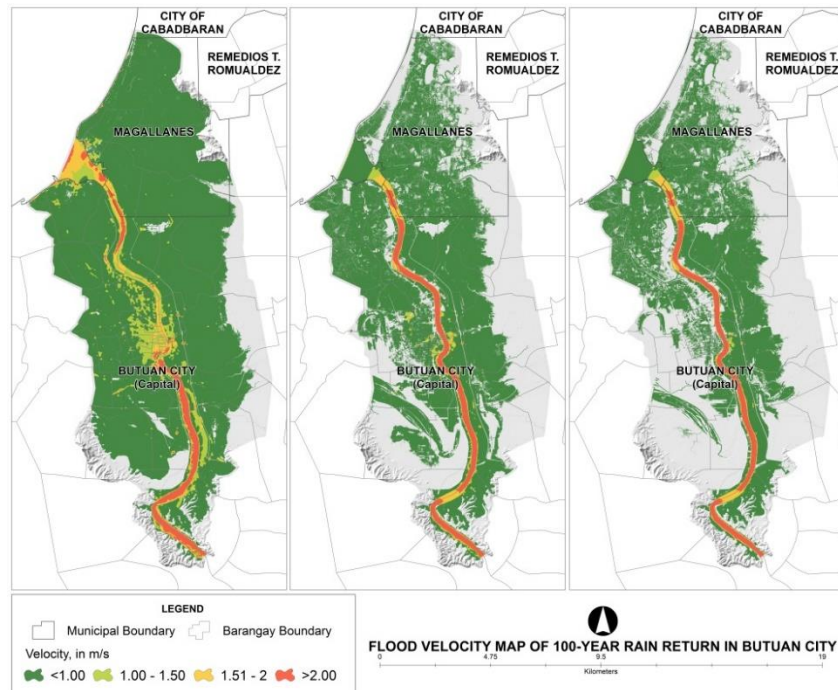 CITY OF
CABADBARAN
REMEDIOS T.
ROMUALDEZ
MAGALLANES
BUTUAN CITY
(Capital)
CITY OF
CABADBARAN
REMEDIOS T.
ROMUALDEZ
MAGALLANES
BUTUAN CITY
(Capital)
CITY OF
CABADBARAN
REMEDIOS T.
ROMUALDEZ
MAGALLANES
BUTUAN CITY
(Capital)
LEGEND
Municipal Boundary
Barangay Boundary
Velocity, in m/s
<1.00
1.00 - 1.50
1.51 - 2
>2.00
FLOOD VELOCITY MAP OF 100-YEAR RAIN RETURN IN BUTUAN CITY
0 4.75 9.5 19
Kilometers